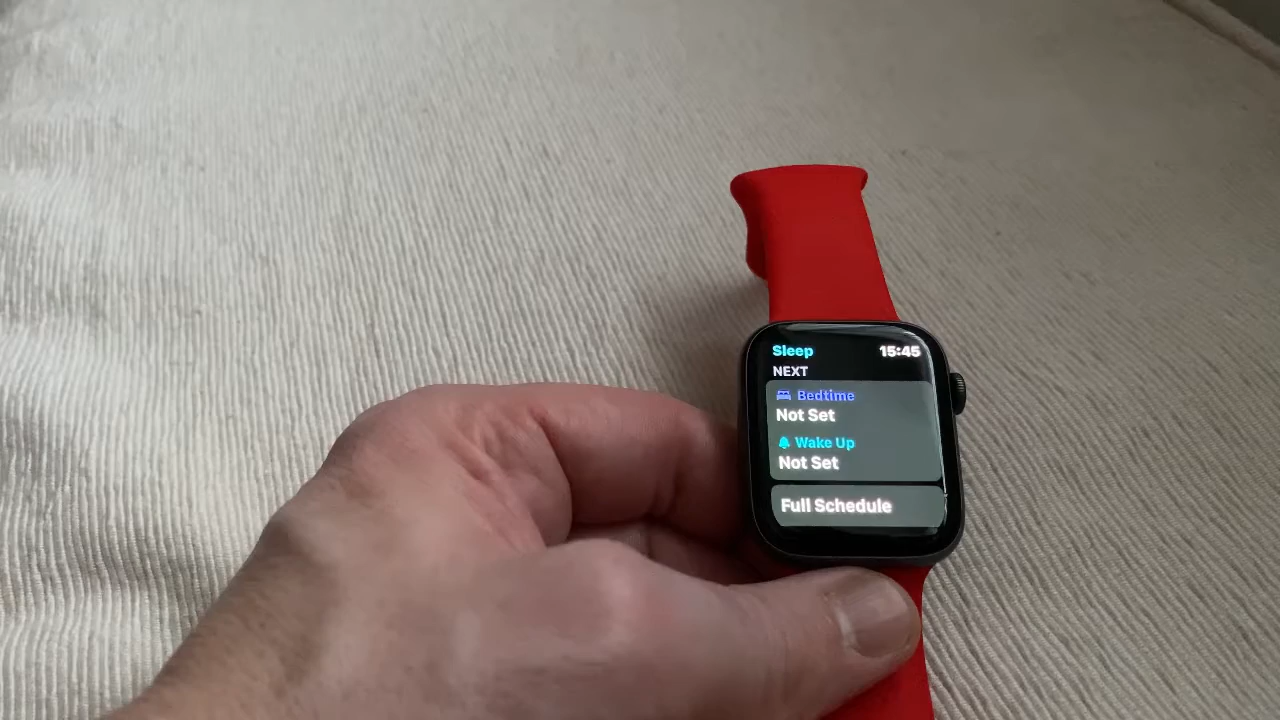 Sleep 15:45
NEXT
Bedtime
Not Set
Wake Up
Not Set
Full Schedule